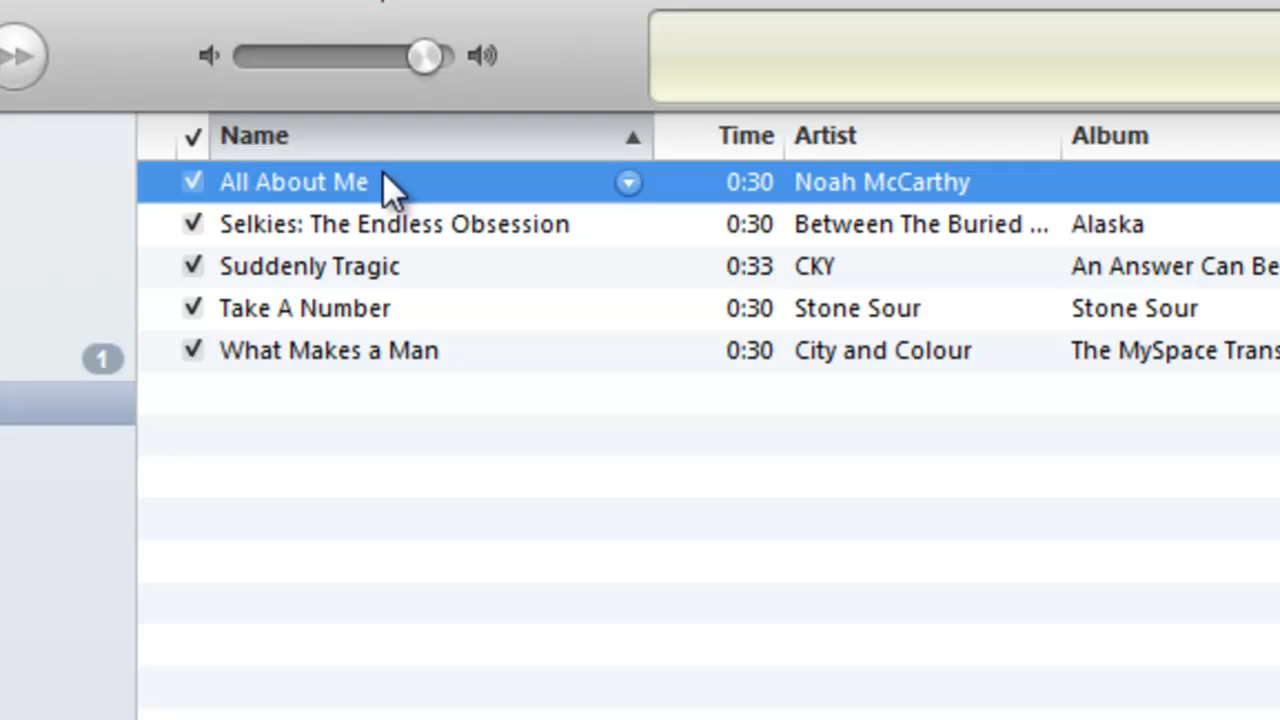 Name Time Artist Album
All About Me 0:30 Noah McCarthy
Selkies: The Endless Obsession 0:30 Between The Buried ... Alaska
Suddenly Tragic 0:33 CKY An Answer Can Be
Take A Number 0:30 Stone Sour Stone Sour
1
What Makes a Man 0:30 City and Colour The MySpace Trans